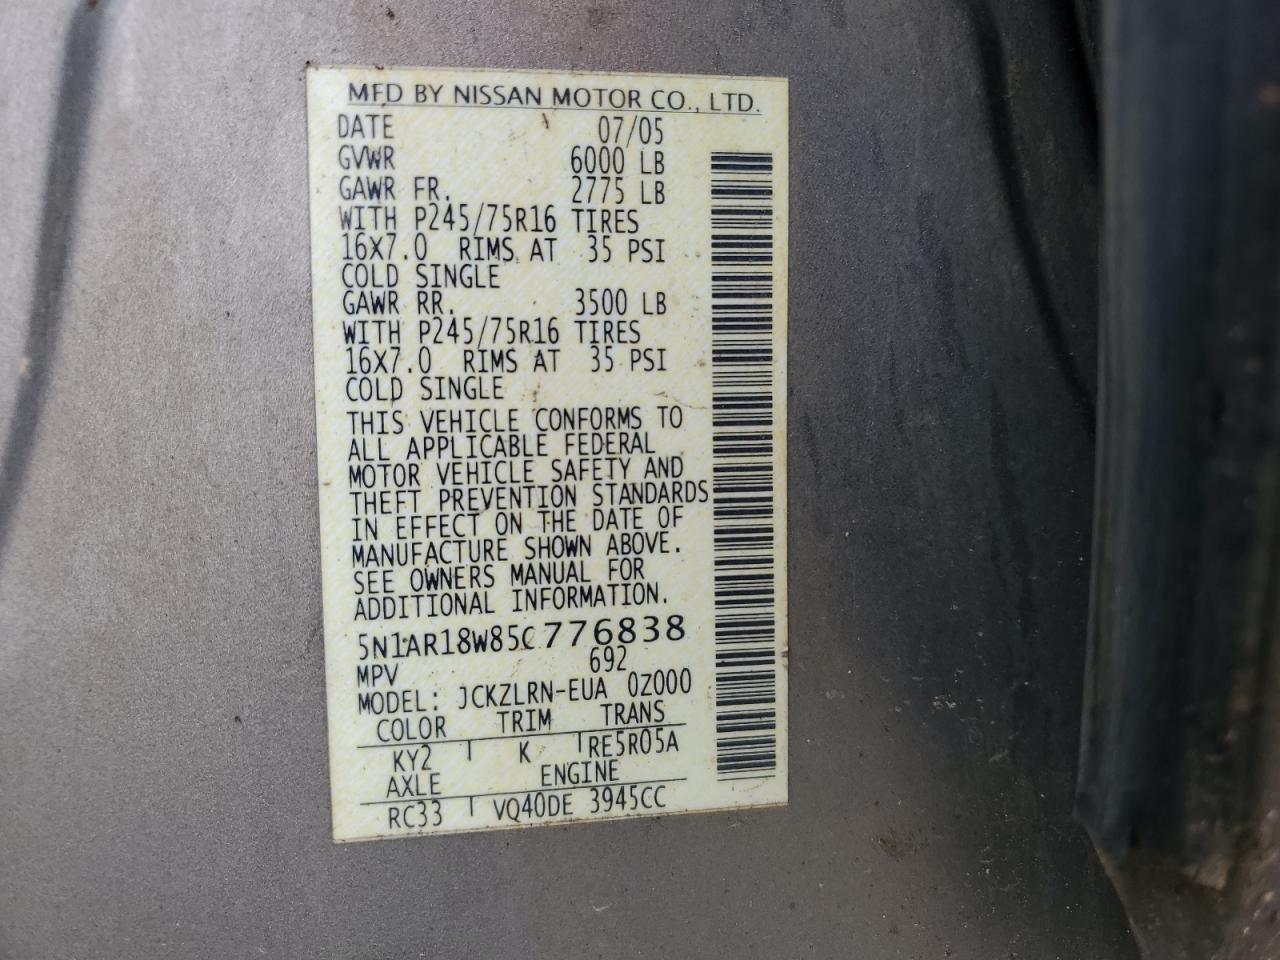 MFD BY NISSAN MOTOR CO., LTD.
DATE 07/05
GVWR 6000 LB
GAWR FR. 2775 LB
WITH P245/75R16 TIRES
16X7.0 RIMS AT 35 PSI
COLD SINGLE
GAWR RR. 3500 LB
WITH P245/75R16 TIRES
16X7.0 RIMS AT 35 PSI
COLD SINGLE
THIS VEHICLE CONFORMS TO
ALL APPLICABLE FEDERAL
MOTOR VEHICLE SAFETY AND
THEFT PREVENTION STANDARDS
IN EFFECT ON THE DATE OF
MANUFACTURE SHOWN ABOVE.
SEE OWNERS MANUAL FOR
ADDITIONAL INFORMATION.
5N1AR18W85C776838
MPV 692
MODEL: JCKZLRN-EUA 0Z000
COLOR TRIM TRANS
KY2 K RE5R05A
AXLE ENGINE
RC33 VQ40DE 3945CC